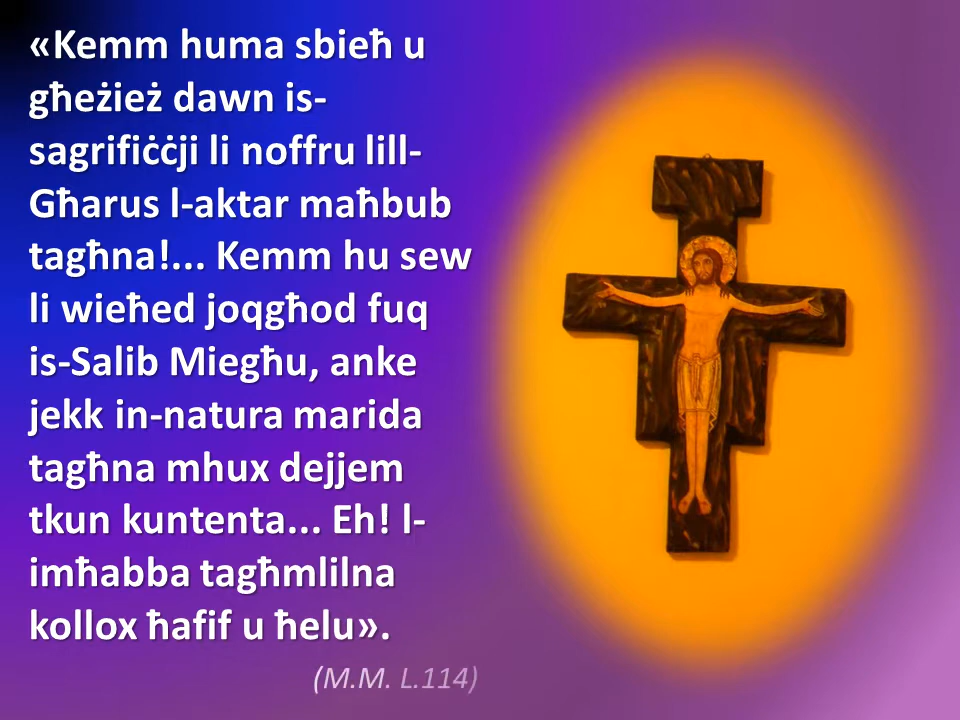 «Kemm huma sbieħ u
għeżież dawn is-
sagrifiċċji li noffru lill-
Għarus l-aktar maħbub
tagħna!... Kemm hu sew
li wieħed joqgħod fuq
is-Salib Miegħu, anke
jekk in-natura marida
tagħna mhux dejjem
tkun kuntenta... Eh! l-
imħabba tagħmlilna
kollox ħafif u ħelu».
(M.M. L.114)